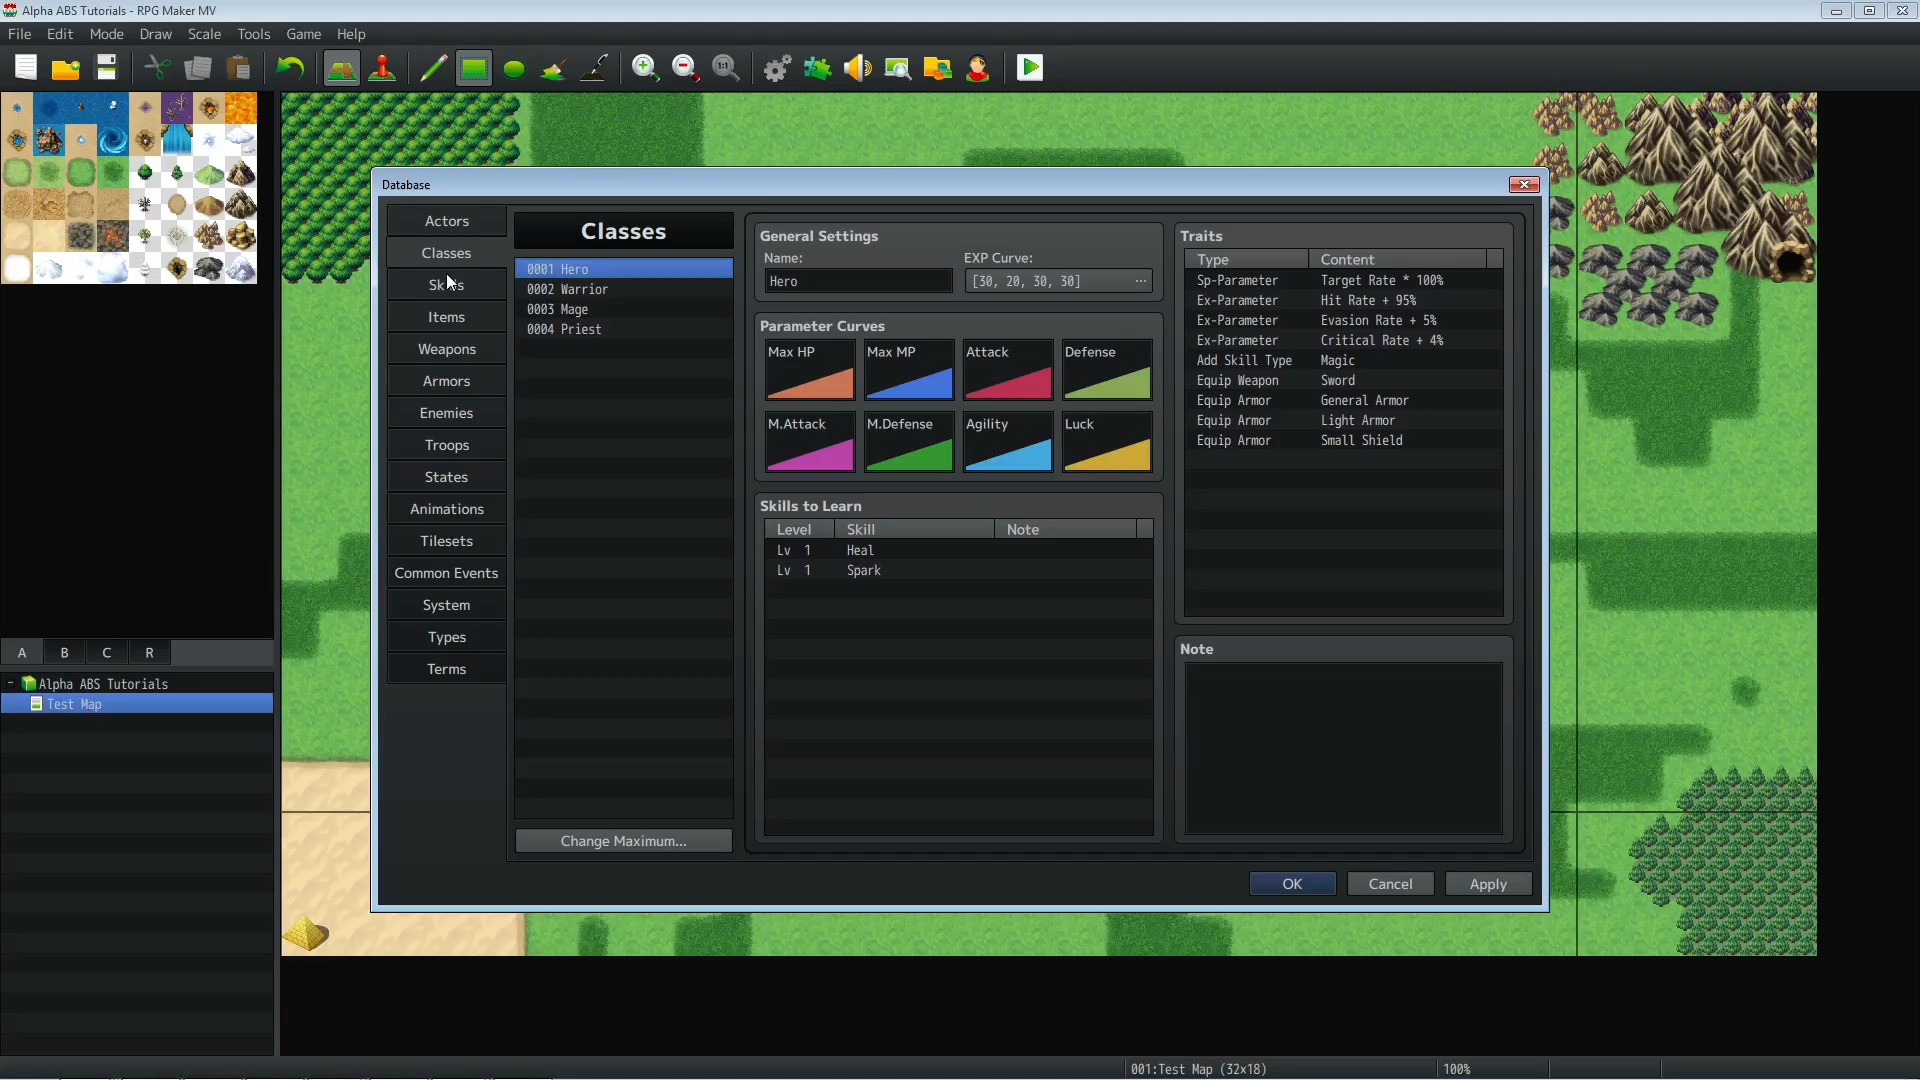 Alpha ABS Tutorials - RPG Maker MV
File Edit Mode Draw Scale Tools Game Help
1:1
Database
Actors
Classes
Skills
Items
Weapons
Armors
Enemies
Troops
States
Animations
Tilesets
Common Events
System
Types
Terms
Classes
0001 Hero
0002 Warrior
0003 Mage
0004 Priest
Change Maximum...
General Settings
Name: EXP Curve:
Hero [30, 20, 30, 30] ...
Parameter Curves
Max HP Max MP Attack Defense
M.Attack M.Defense Agility Luck
Skills to Learn
Level Skill Note
Lv 1 Heal
Lv 1 Spark
Traits
Type Content
Sp-Parameter Target Rate * 100%
Ex-Parameter Hit Rate + 95%
Ex-Parameter Evasion Rate + 5%
Ex-Parameter Critical Rate + 4%
Add Skill Type Magic
Equip Weapon Sword
Equip Armor General Armor
Equip Armor Light Armor
Equip Armor Small Shield
Note
OK Cancel Apply
A B C R
Alpha ABS Tutorials
Test Map
001:Test Map (32x18) 100%